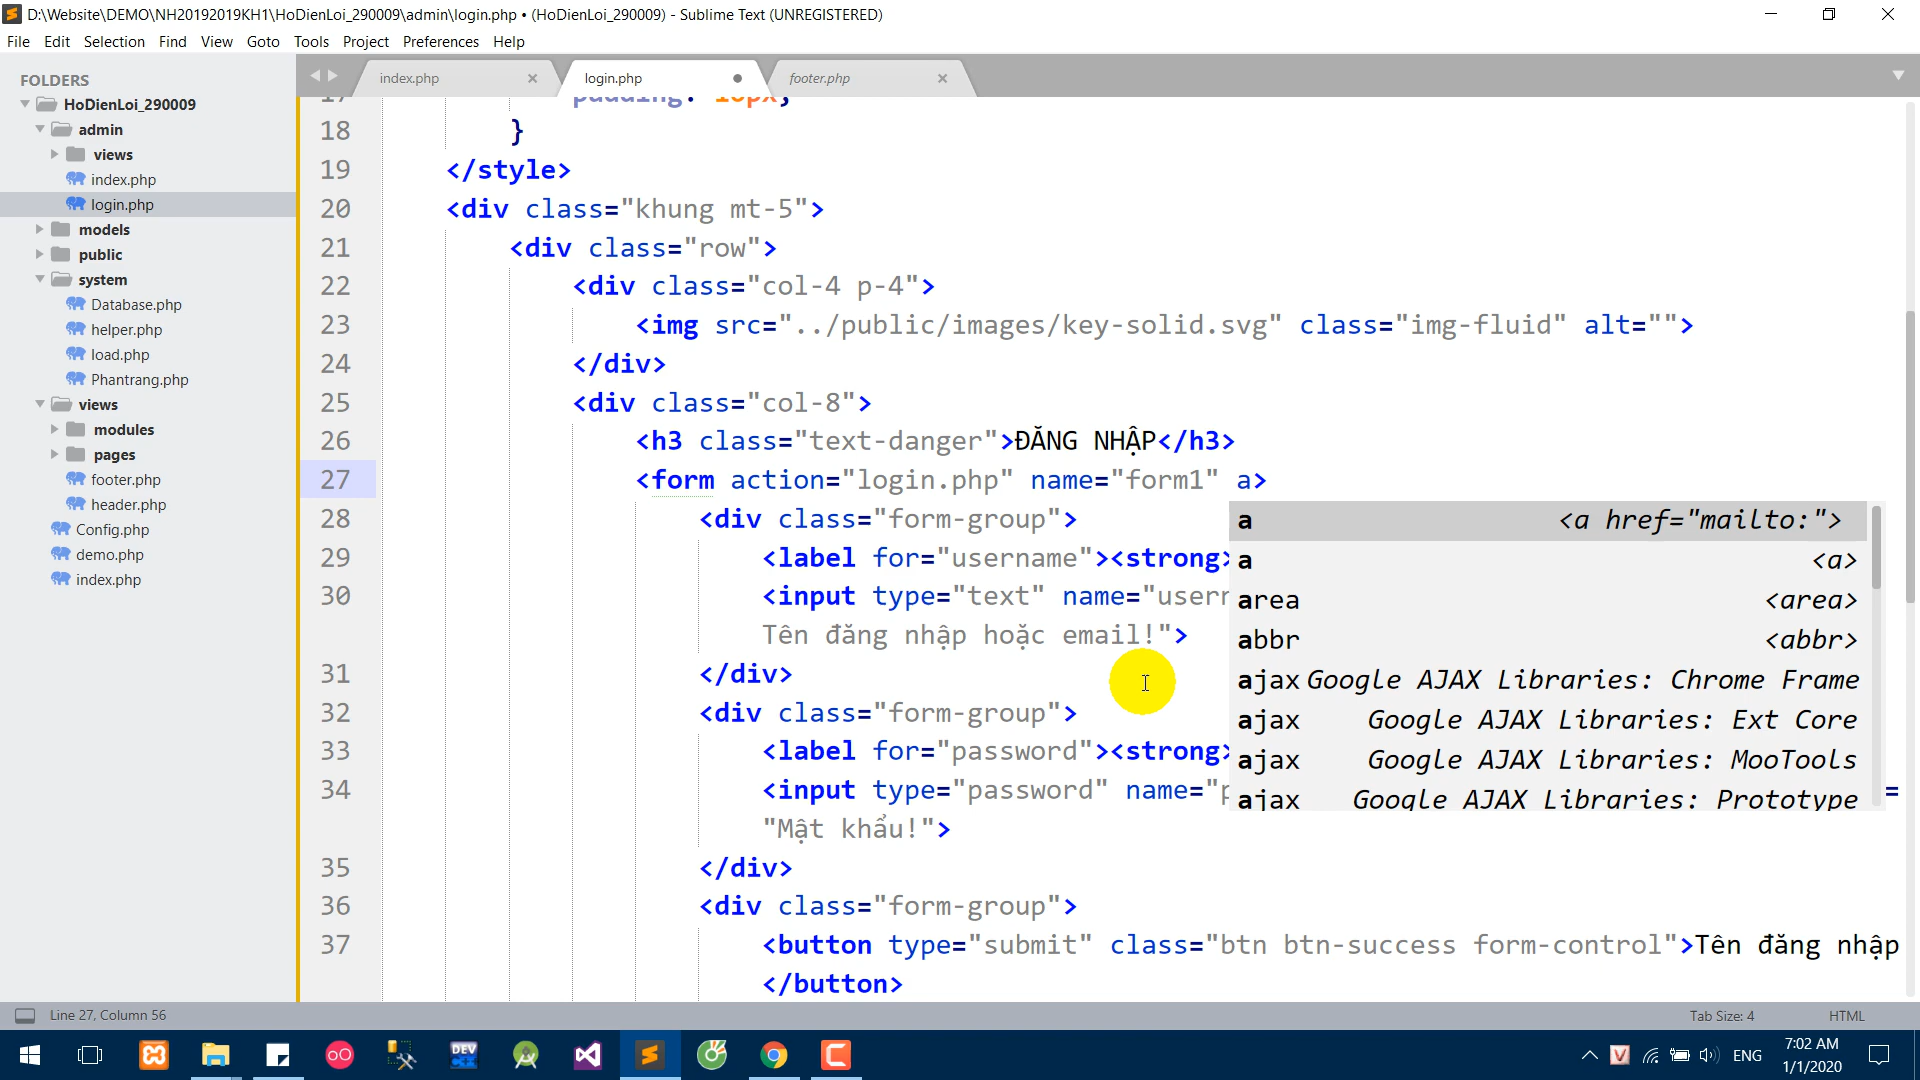 D:\Website\DEMO\NH20192019KH1\HoDienLoi_290009\admin\login.php • (HoDienLoi_290009) - Sublime Text (UNREGISTERED)
File Edit Selection Find View Goto Tools Project Preferences Help
FOLDERS
HoDienLoi_290009
admin
views
index.php
login.php
models
public
system
Database.php
helper.php
load.php
Phantrang.php
views
modules
pages
footer.php
header.php
Config.php
demo.php
index.php
index.php
login.php
footer.php
18 }
19 </style>
20 <div class="khung mt-5">
21 <div class="row">
22 <div class="col-4 p-4">
23 <img src="../public/images/key-solid.svg" class="img-fluid" alt="">
24 </div>
25 <div class="col-8">
26 <h3 class="text-danger">ĐĂNG NHẬP</h3>
27 <form action="login.php" name="form1" a>
28 <div class="form-group">
29 <label for="username"><strong>
30 <input type="text" name="usern
Tên đăng nhập hoặc email!">
31 </div>
32 <div class="form-group">
33 <label for="password"><strong>
34 <input type="password" name="p =
"Mật khẩu!">
35 </div>
36 <div class="form-group">
37 <button type="submit" class="btn btn-success form-control">Tên đăng nhập
</button>
a <a href="mailto:">
a <a>
area <area>
abbr <abbr>
ajax Google AJAX Libraries: Chrome Frame
ajax Google AJAX Libraries: Ext Core
ajax Google AJAX Libraries: MooTools
ajax Google AJAX Libraries: Prototype
Line 27, Column 56
Tab Size: 4
HTML
DEV
ENG
7:02 AM
1/1/2020